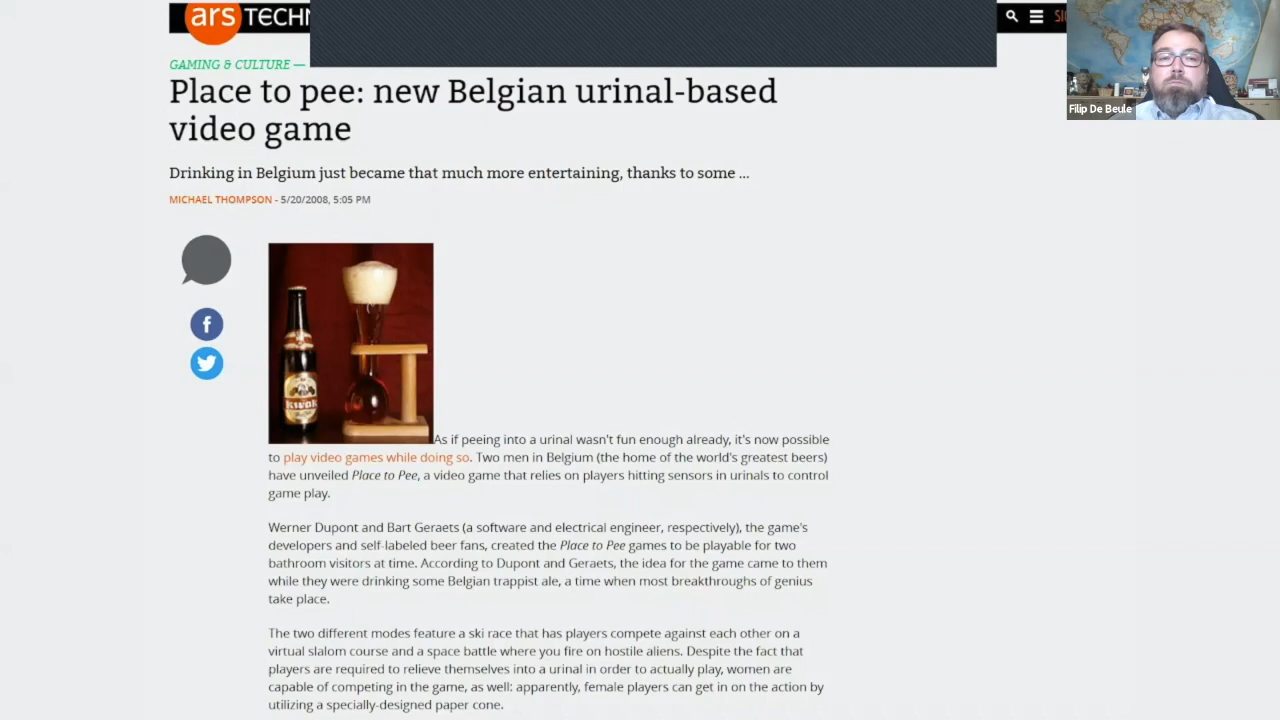 ars TECHN
SI
GAMING & CULTURE —
Place to pee: new Belgian urinal-based
video game
Drinking in Belgium just became that much more entertaining, thanks to some ...
MICHAEL THOMPSON - 5/20/2008, 5:05 PM
Filip De Beule
KWAK
As if peeing into a urinal wasn't fun enough already, it's now possible
to play video games while doing so. Two men in Belgium (the home of the world's greatest beers)
have unveiled Place to Pee, a video game that relies on players hitting sensors in urinals to control
game play.
Werner Dupont and Bart Geraets (a software and electrical engineer, respectively), the game's
developers and self-labeled beer fans, created the Place to Pee games to be playable for two
bathroom visitors at time. According to Dupont and Geraets, the idea for the game came to them
while they were drinking some Belgian trappist ale, a time when most breakthroughs of genius
take place.
The two different modes feature a ski race that has players compete against each other on a
virtual slalom course and a space battle where you fire on hostile aliens. Despite the fact that
players are required to relieve themselves into a urinal in order to actually play, women are
capable of competing in the game, as well: apparently, female players can get in on the action by
utilizing a specially-designed paper cone.